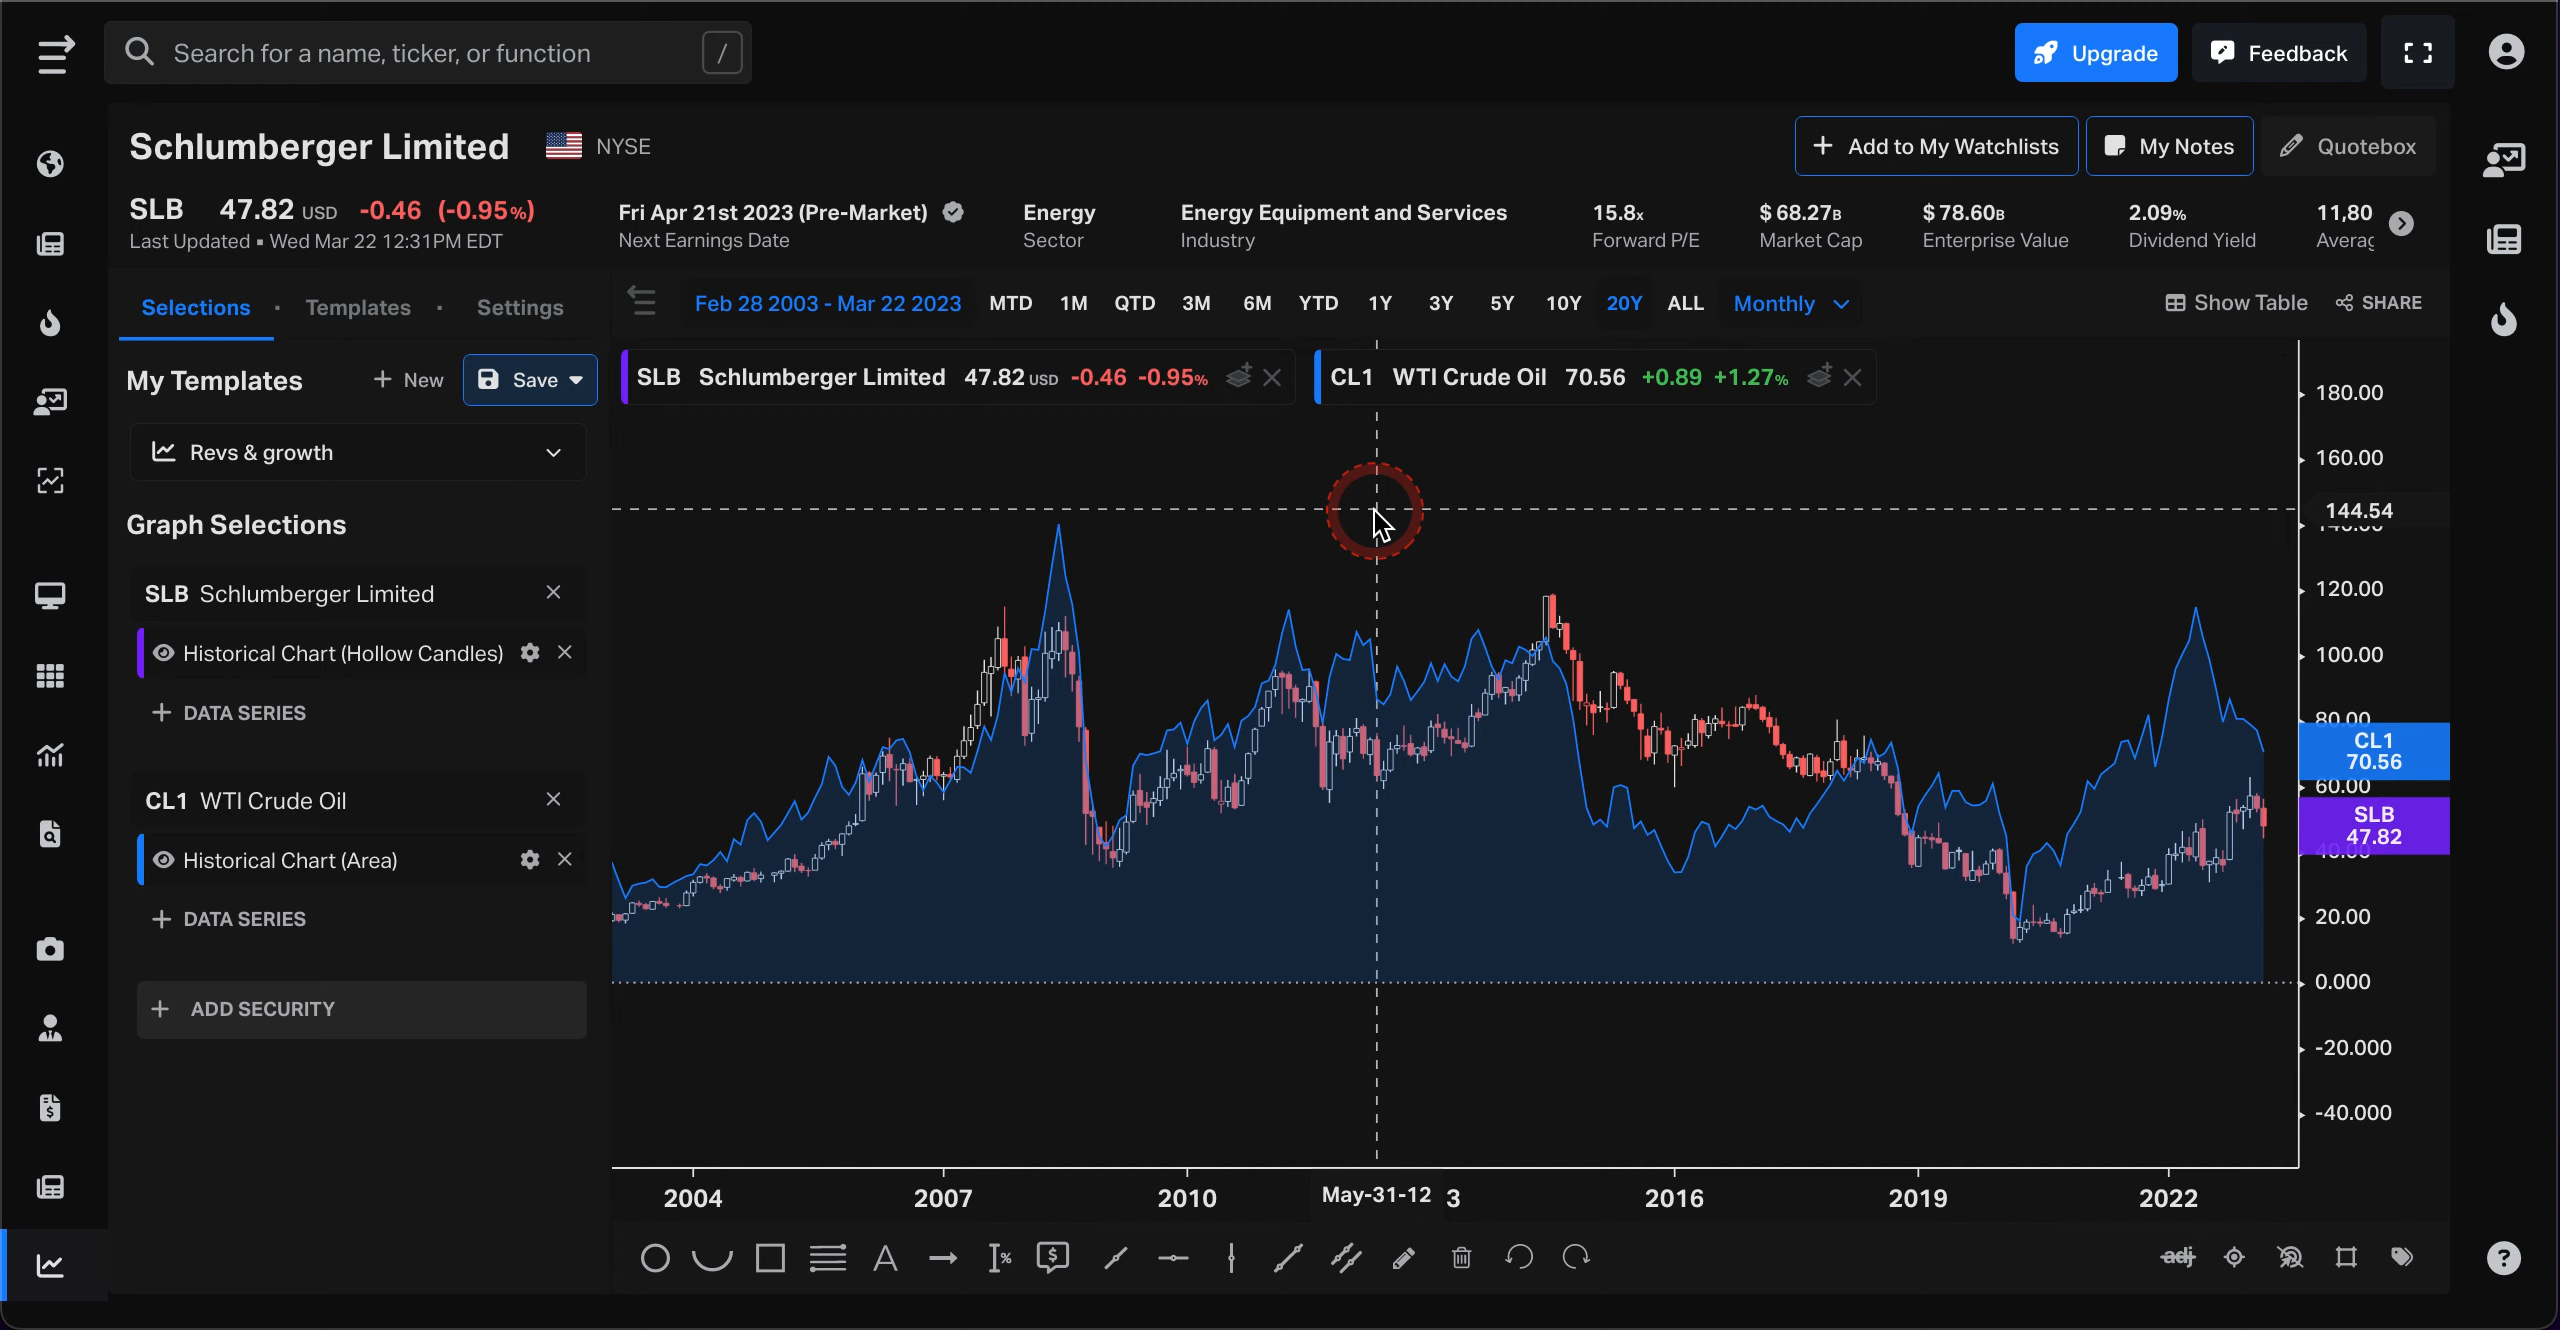 Search for a name, ticker, or function /
Upgrade
Feedback
Schlumberger Limited NYSE
+ Add to My Watchlists
My Notes
Quotebox
SLB 47.82 USD -0.46 (-0.95%)
Last Updated ▪ Wed Mar 22 12:31PM EDT
Fri Apr 21st 2023 (Pre-Market)
Next Earnings Date
Energy
Sector
Energy Equipment and Services
Industry
15.8x
Forward P/E
$ 68.27B
Market Cap
$ 78.60B
Enterprise Value
2.09%
Dividend Yield
11,80
Averag
Selections · Templates · Settings
Feb 28 2003 - Mar 22 2023 MTD 1M QTD 3M 6M YTD 1Y 3Y 5Y 10Y 20Y ALL Monthly
Show Table SHARE
My Templates + New Save
SLB Schlumberger Limited 47.82 USD -0.46 -0.95%
CL1 WTI Crude Oil 70.56 +0.89 +1.27%
Revs & growth
Graph Selections
SLB Schlumberger Limited
Historical Chart (Hollow Candles)
+ DATA SERIES
CL1 WTI Crude Oil
Historical Chart (Area)
+ DATA SERIES
+ ADD SECURITY
180.00
160.00
144.54
140.00
120.00
100.00
80.00
CL1
70.56
60.00
SLB
47.82
40.00
20.00
0.000
-20.000
-40.000
2004 2007 2010 May-31-12 3 2016 2019 2022
A
%
$
adj
?